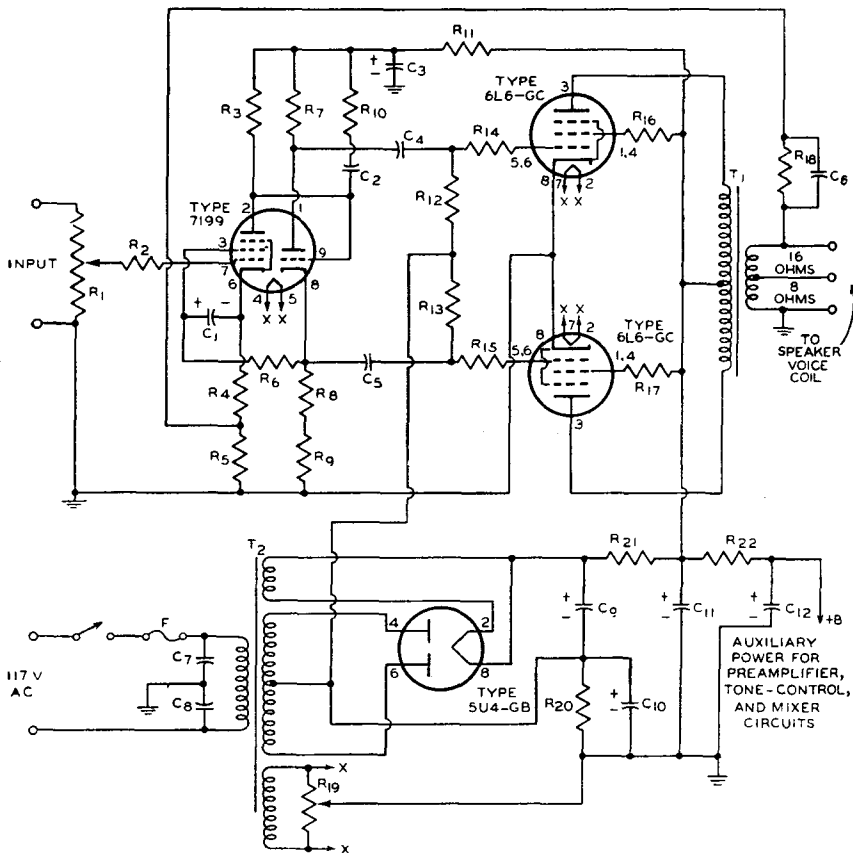 R11
+
-
C3
TYPE
6L6-GC
3
R3
R7
R10
C4
R14
5,6
R16
1,4
8
7
2
X X
C2
R12
T1
R18
C6
TYPE
7199
2
1
3
7
9
6
4
5
8
X X
INPUT
R1
R2
+
-
C1
R13
X X
8
7
2
TYPE
6L6-GC
16
OHMS
8
OHMS
TO
SPEAKER
VOICE
COIL
R6
C5
R15
5,6
1,4
R17
3
R4
R8
R5
R9
T2
R21
R22
F
4
2
6
8
TYPE
5U4-GB
+
-
C9
+
-
C11
+
-
C12
+B
117 V
AC
C7
C8
R20
+
-
C10
AUXILIARY
POWER FOR
PREAMPLIFIER,
TONE-CONTROL,
AND MIXER
CIRCUITS
X
R19
X